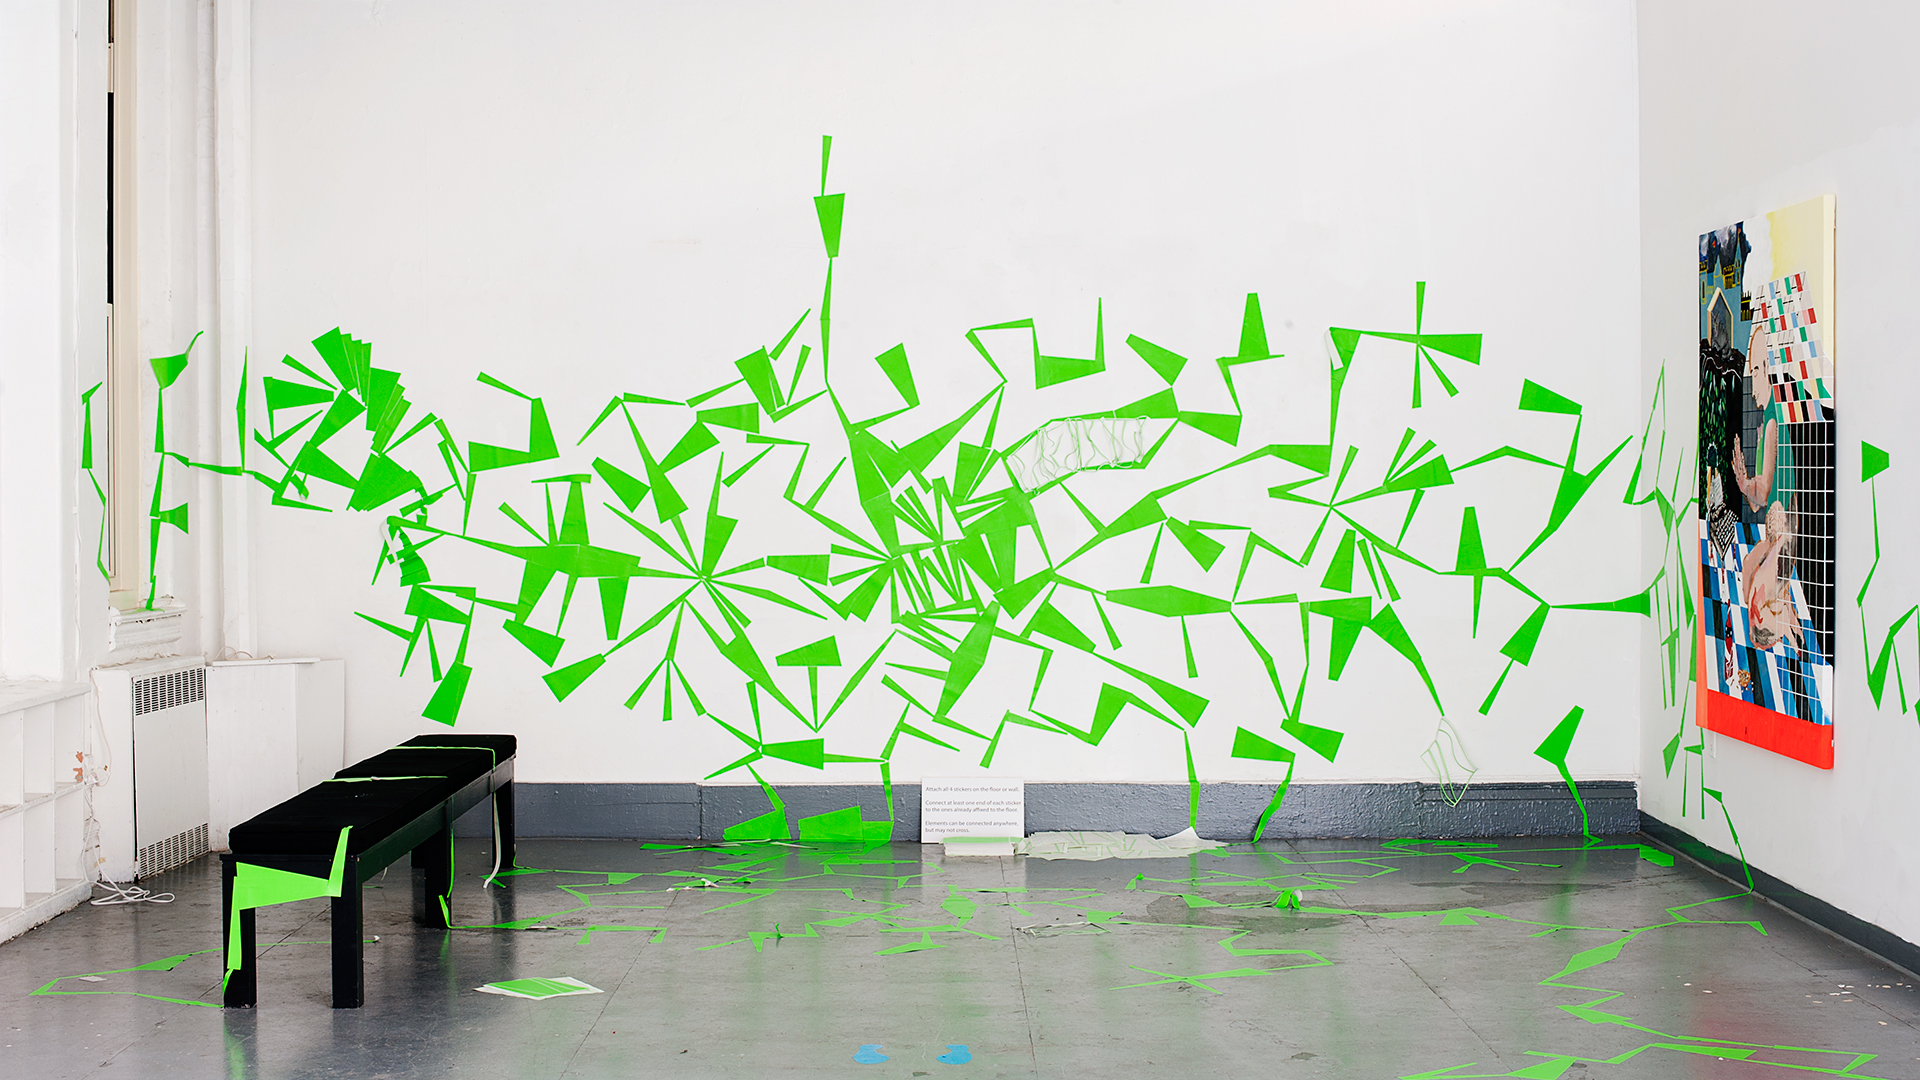 Attach all 4 stickers on the floor or wall.
Connect at least one end of each sticker
to the ones already affixed to the floor.
Elements can be connected anywhere,
but may not cross.